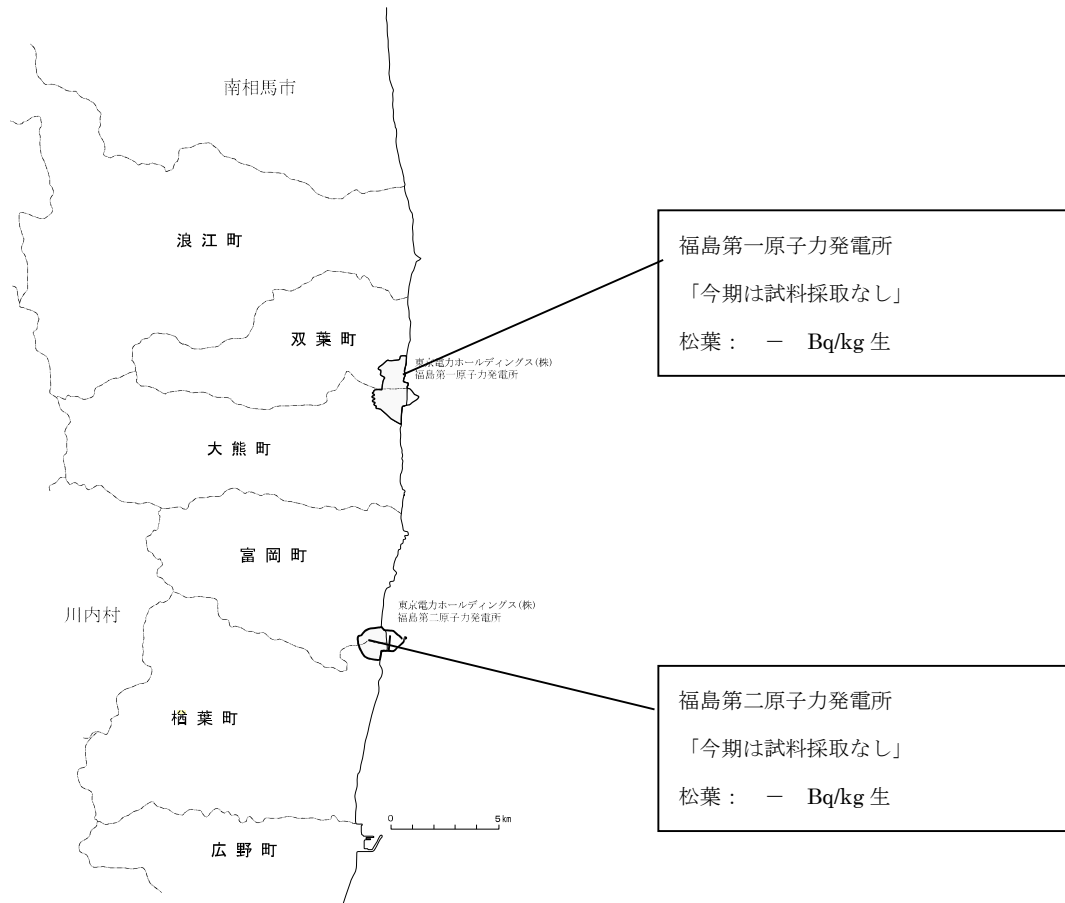 南相馬市
浪江町
福島第一原子力発電所
「今期は試料採取なし」
松葉： － Bq/kg 生
双葉町
東京電力ホールディングス(株)
福島第一原子力発電所
大熊町
富岡町
川内村
東京電力ホールディングス(株)
福島第二原子力発電所
福島第二原子力発電所
「今期は試料採取なし」
松葉： － Bq/kg 生
楢葉町
0 5km
広野町